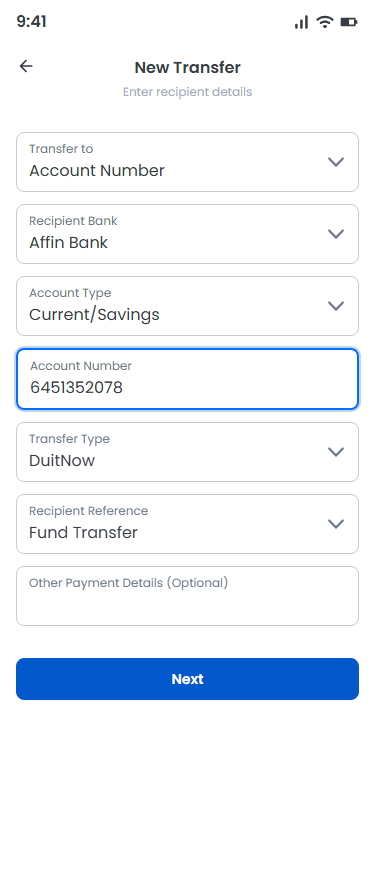 9:41
New Transfer
Enter recipient details
Transfer to
Account Number
Recipient Bank
Affin Bank
Account Type
Current/Savings
Account Number
6451352078
Transfer Type
DuitNow
Recipient Reference
Fund Transfer
Other Payment Details (Optional)
Next